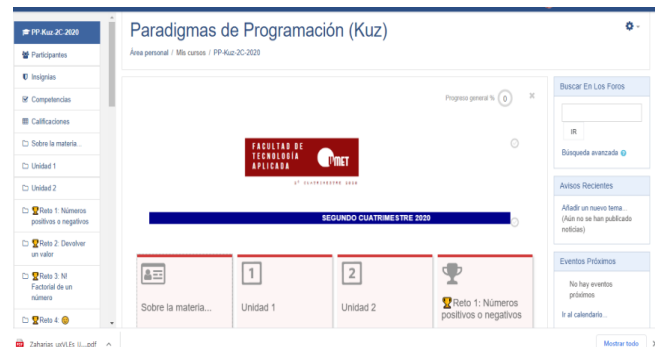 PP-Kuz-2C-2020
Participantes
Insignias
Competencias
Calificaciones
Sobre la materia...
Unidad 1
Unidad 2
Reto 1: Números
positivos o negativos
Reto 2: Devolver
un valor
Reto 3: N!
Factorial de un
número
Reto 4:
Paradigmas de Programación (Kuz)
Área personal / Mis cursos / PP-Kuz-2C-2020
Progreso general % 0
FACULTAD DE
TECNOLOGÍA
APLICADA
UMET
2° CUATRIMESTRE 2020
SEGUNDO CUATRIMESTRE 2020
Sobre la materia...
1
Unidad 1
2
Unidad 2
Reto 1: Números
positivos o negativos
Buscar En Los Foros
IR
Búsqueda avanzada
Avisos Recientes
Añadir un nuevo tema...
(Aún no se han publicado
noticias)
Eventos Próximos
No hay eventos
próximos
Ir al calendario...
Zaharias_uxVLEs_U....pdf
Mostrar todo